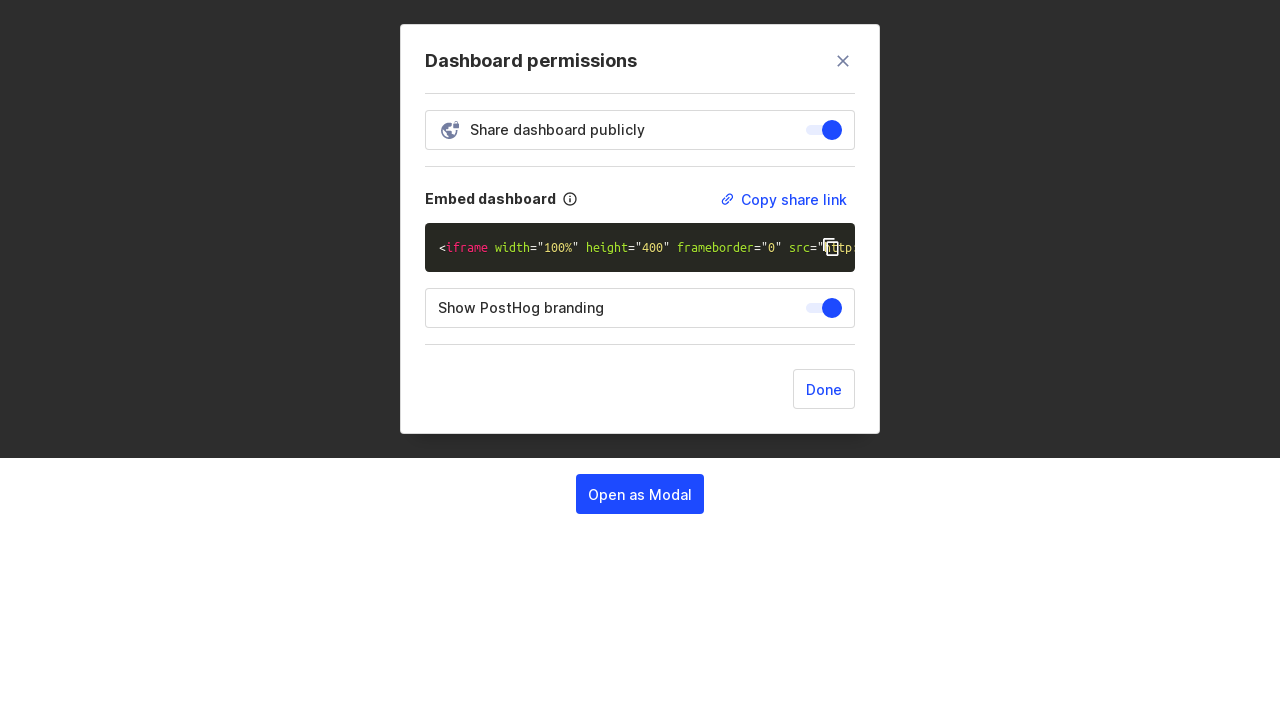 Dashboard permissions
Share dashboard publicly
Embed dashboard
Copy share link
<iframe width="100%" height="400" frameborder="0" src="http:
Show PostHog branding
Done
Open as Modal